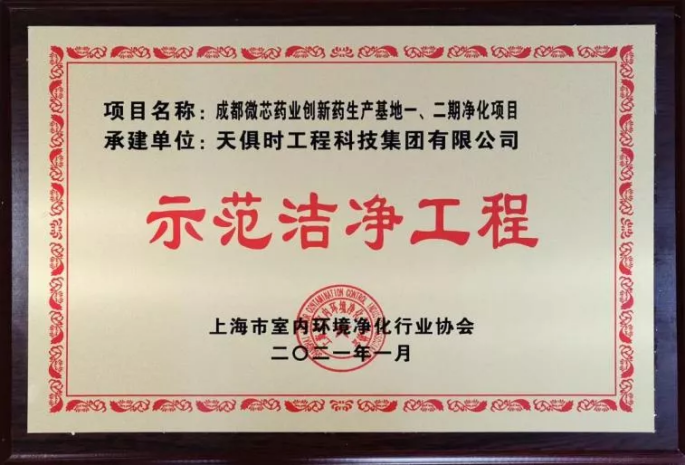 项目名称：成都微芯药业创新药生产基地一、二期净化项目
承建单位：天俱时工程科技集团有限公司
示范洁净工程
上海市室内环境净化行业协会
二〇二一年一月